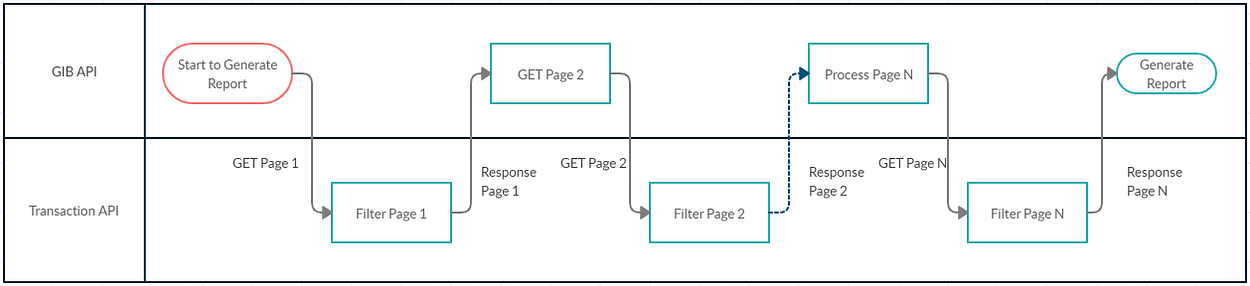 GIB API
Start to Generate
Report
GET Page 2
Process Page N
Generate
Report
GET Page 1
Response
Page 1
GET Page 2
Response
Page 2
GET Page N
Response
Page N
Transaction API
Filter Page 1
Filter Page 2
Filter Page N